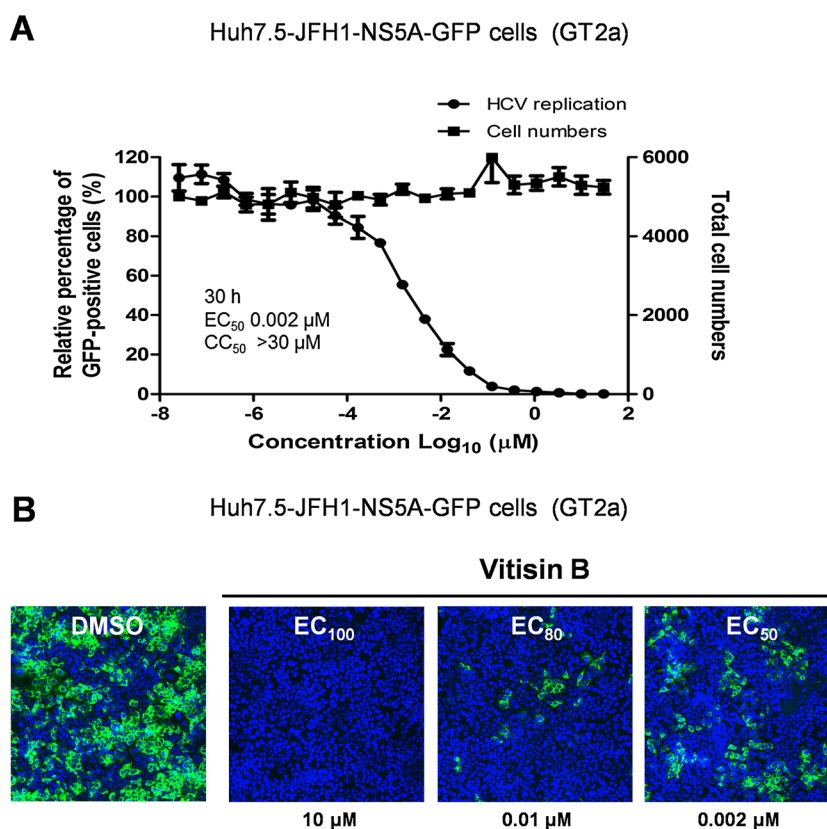 A
Huh7.5-JFH1-NS5A-GFP cells (GT2a)
HCV replication
Cell numbers
Relative percentage of
GFP-positive cells (%)
120
100
80
60
40
20
0
30 h
EC₅₀ 0.002 µM
CC₅₀ >30 µM
6000
4000
2000
0
Total cell
numbers
-8 -6 -4 -2 0 2
Concentration Log₁₀ (µM)
B
Huh7.5-JFH1-NS5A-GFP cells (GT2a)
Vitisin B
DMSO EC₁₀₀ EC₈₀ EC₅₀
10 µM 0.01 µM 0.002 µM